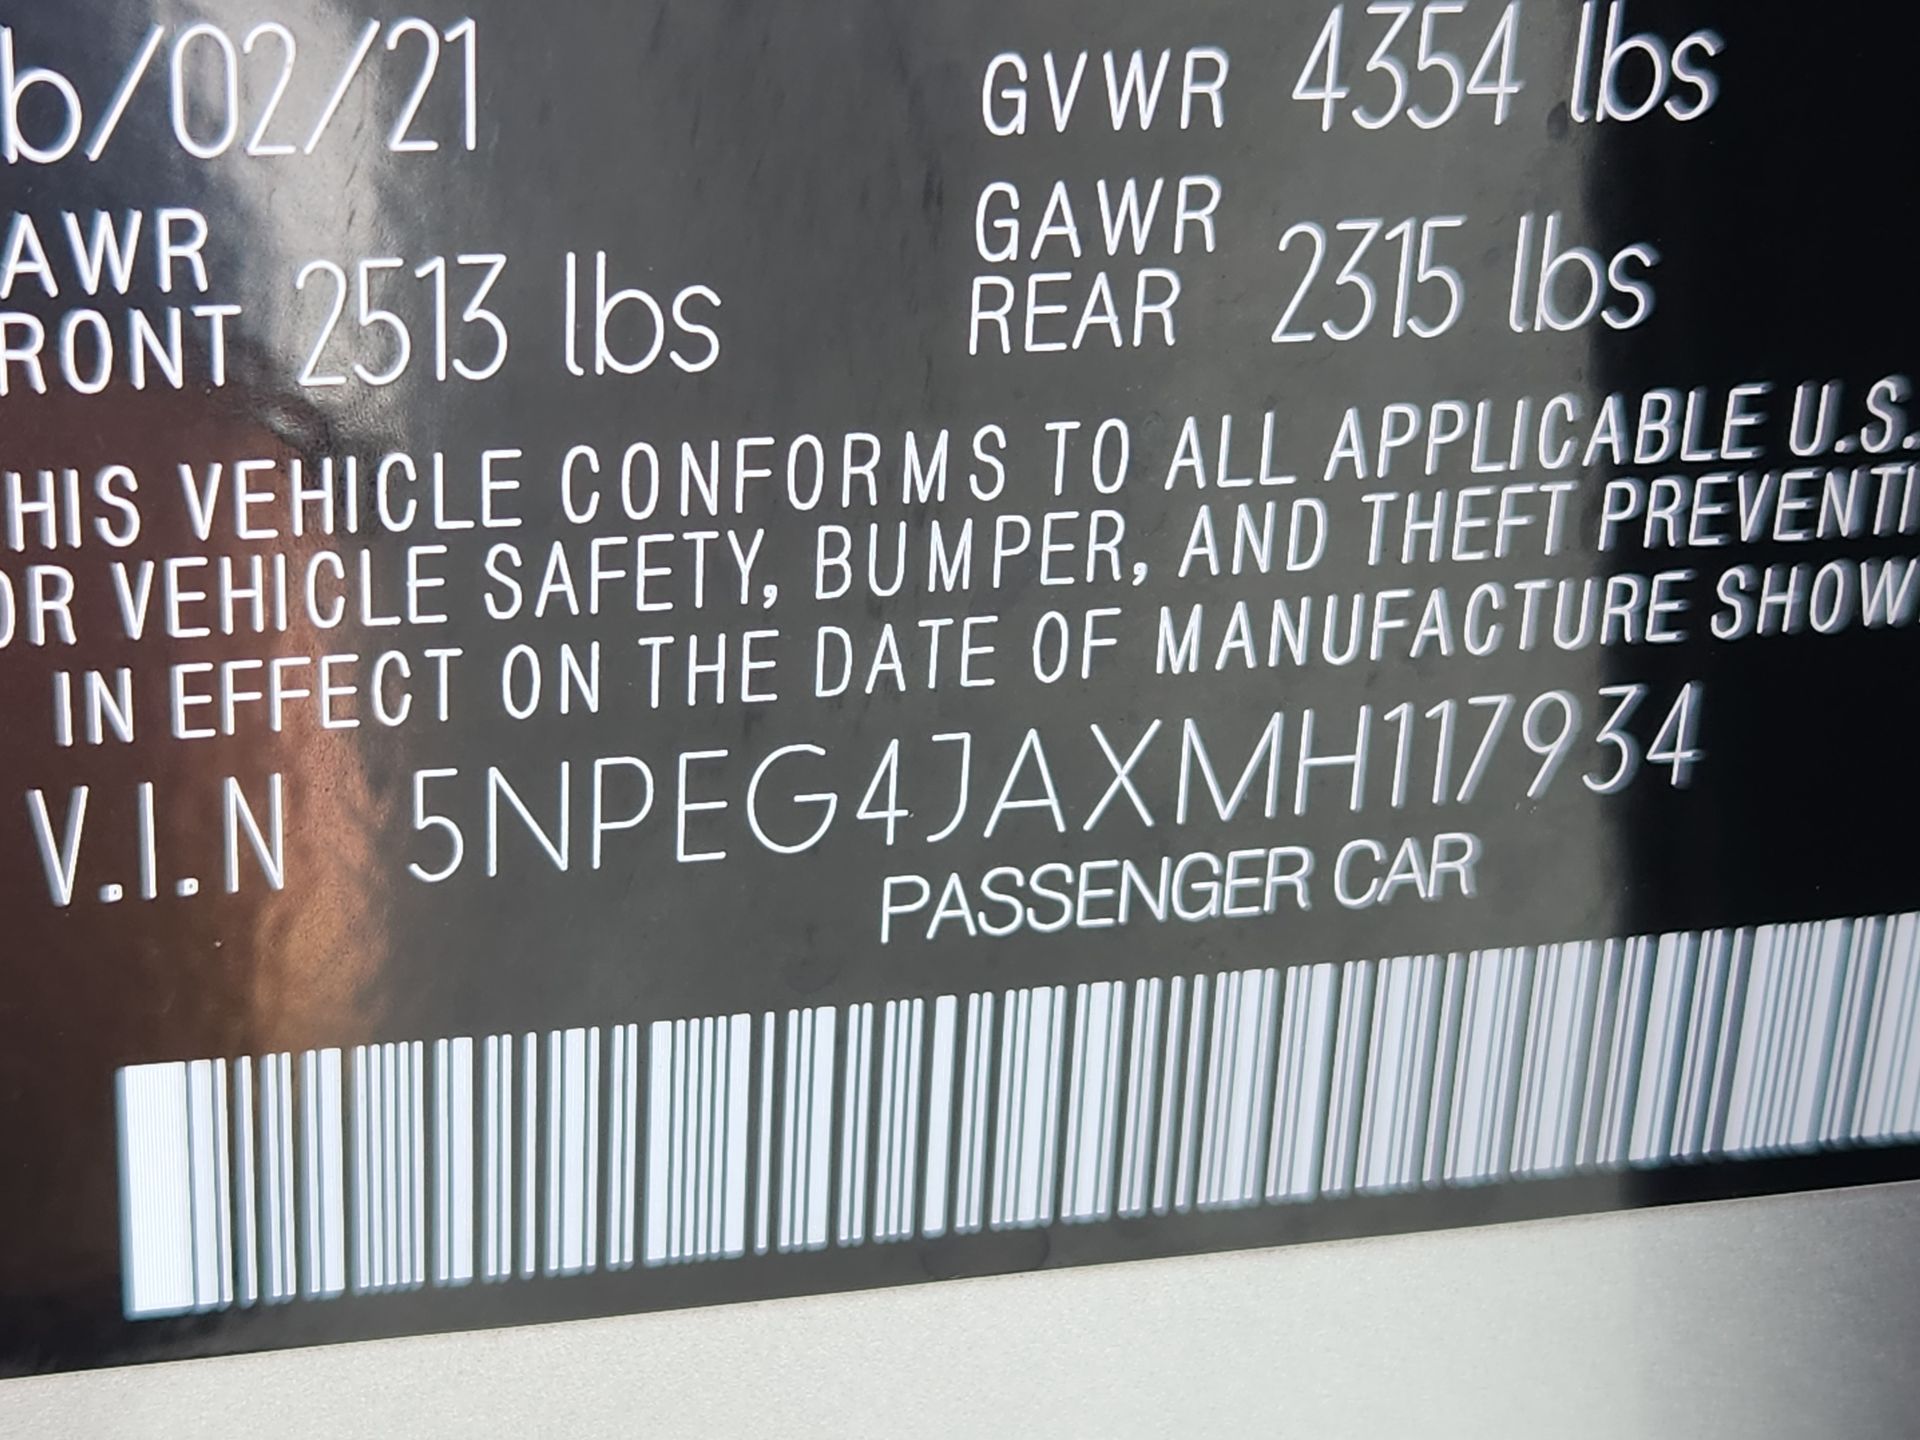 b/02/21 GVWR 4354 lbs
AWR GAWR
RONT 2513 lbs REAR 2315 lbs
HIS VEHICLE CONFORMS TO ALL APPLICABLE U.S.
OR VEHICLE SAFETY, BUMPER, AND THEFT PREVENTI
IN EFFECT ON THE DATE OF MANUFACTURE SHOW
V.I.N 5NPEG4JAXMH117934
PASSENGER CAR